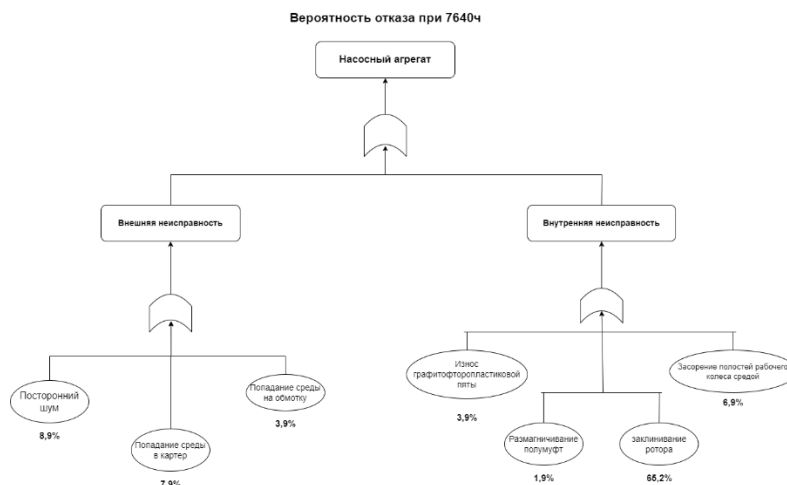 Вероятность отказа при 7640ч
Насосный агрегат
Внешняя неисправность
Внутренняя неисправность
Посторонний
шум
8,9%
Попадание среды
в картер
7,9%
Попадание среды
на обмотку
3,9%
Износ
графитофторопластиковой
пяты
3,9%
Размагничивание
полумуфт
1,9%
заклинивание
ротора
65,2%
Засорение полостей рабочего
колеса средой
6,9%